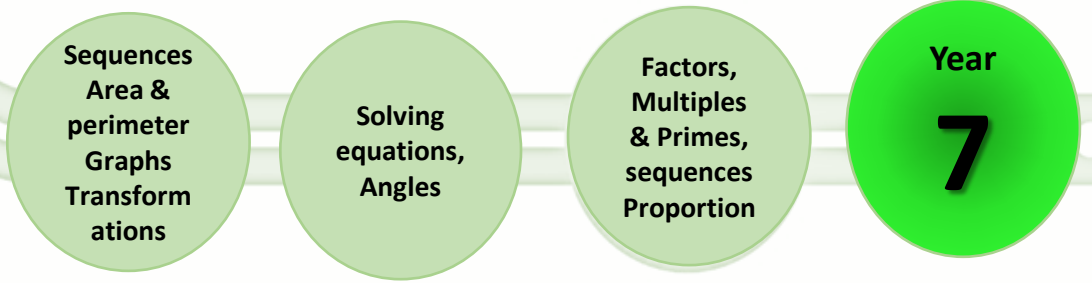 Sequences
Area &
perimeter
Graphs
Transform
ations
Solving
equations,
Angles
Factors,
Multiples
& Primes,
sequences
Proportion
Year
7